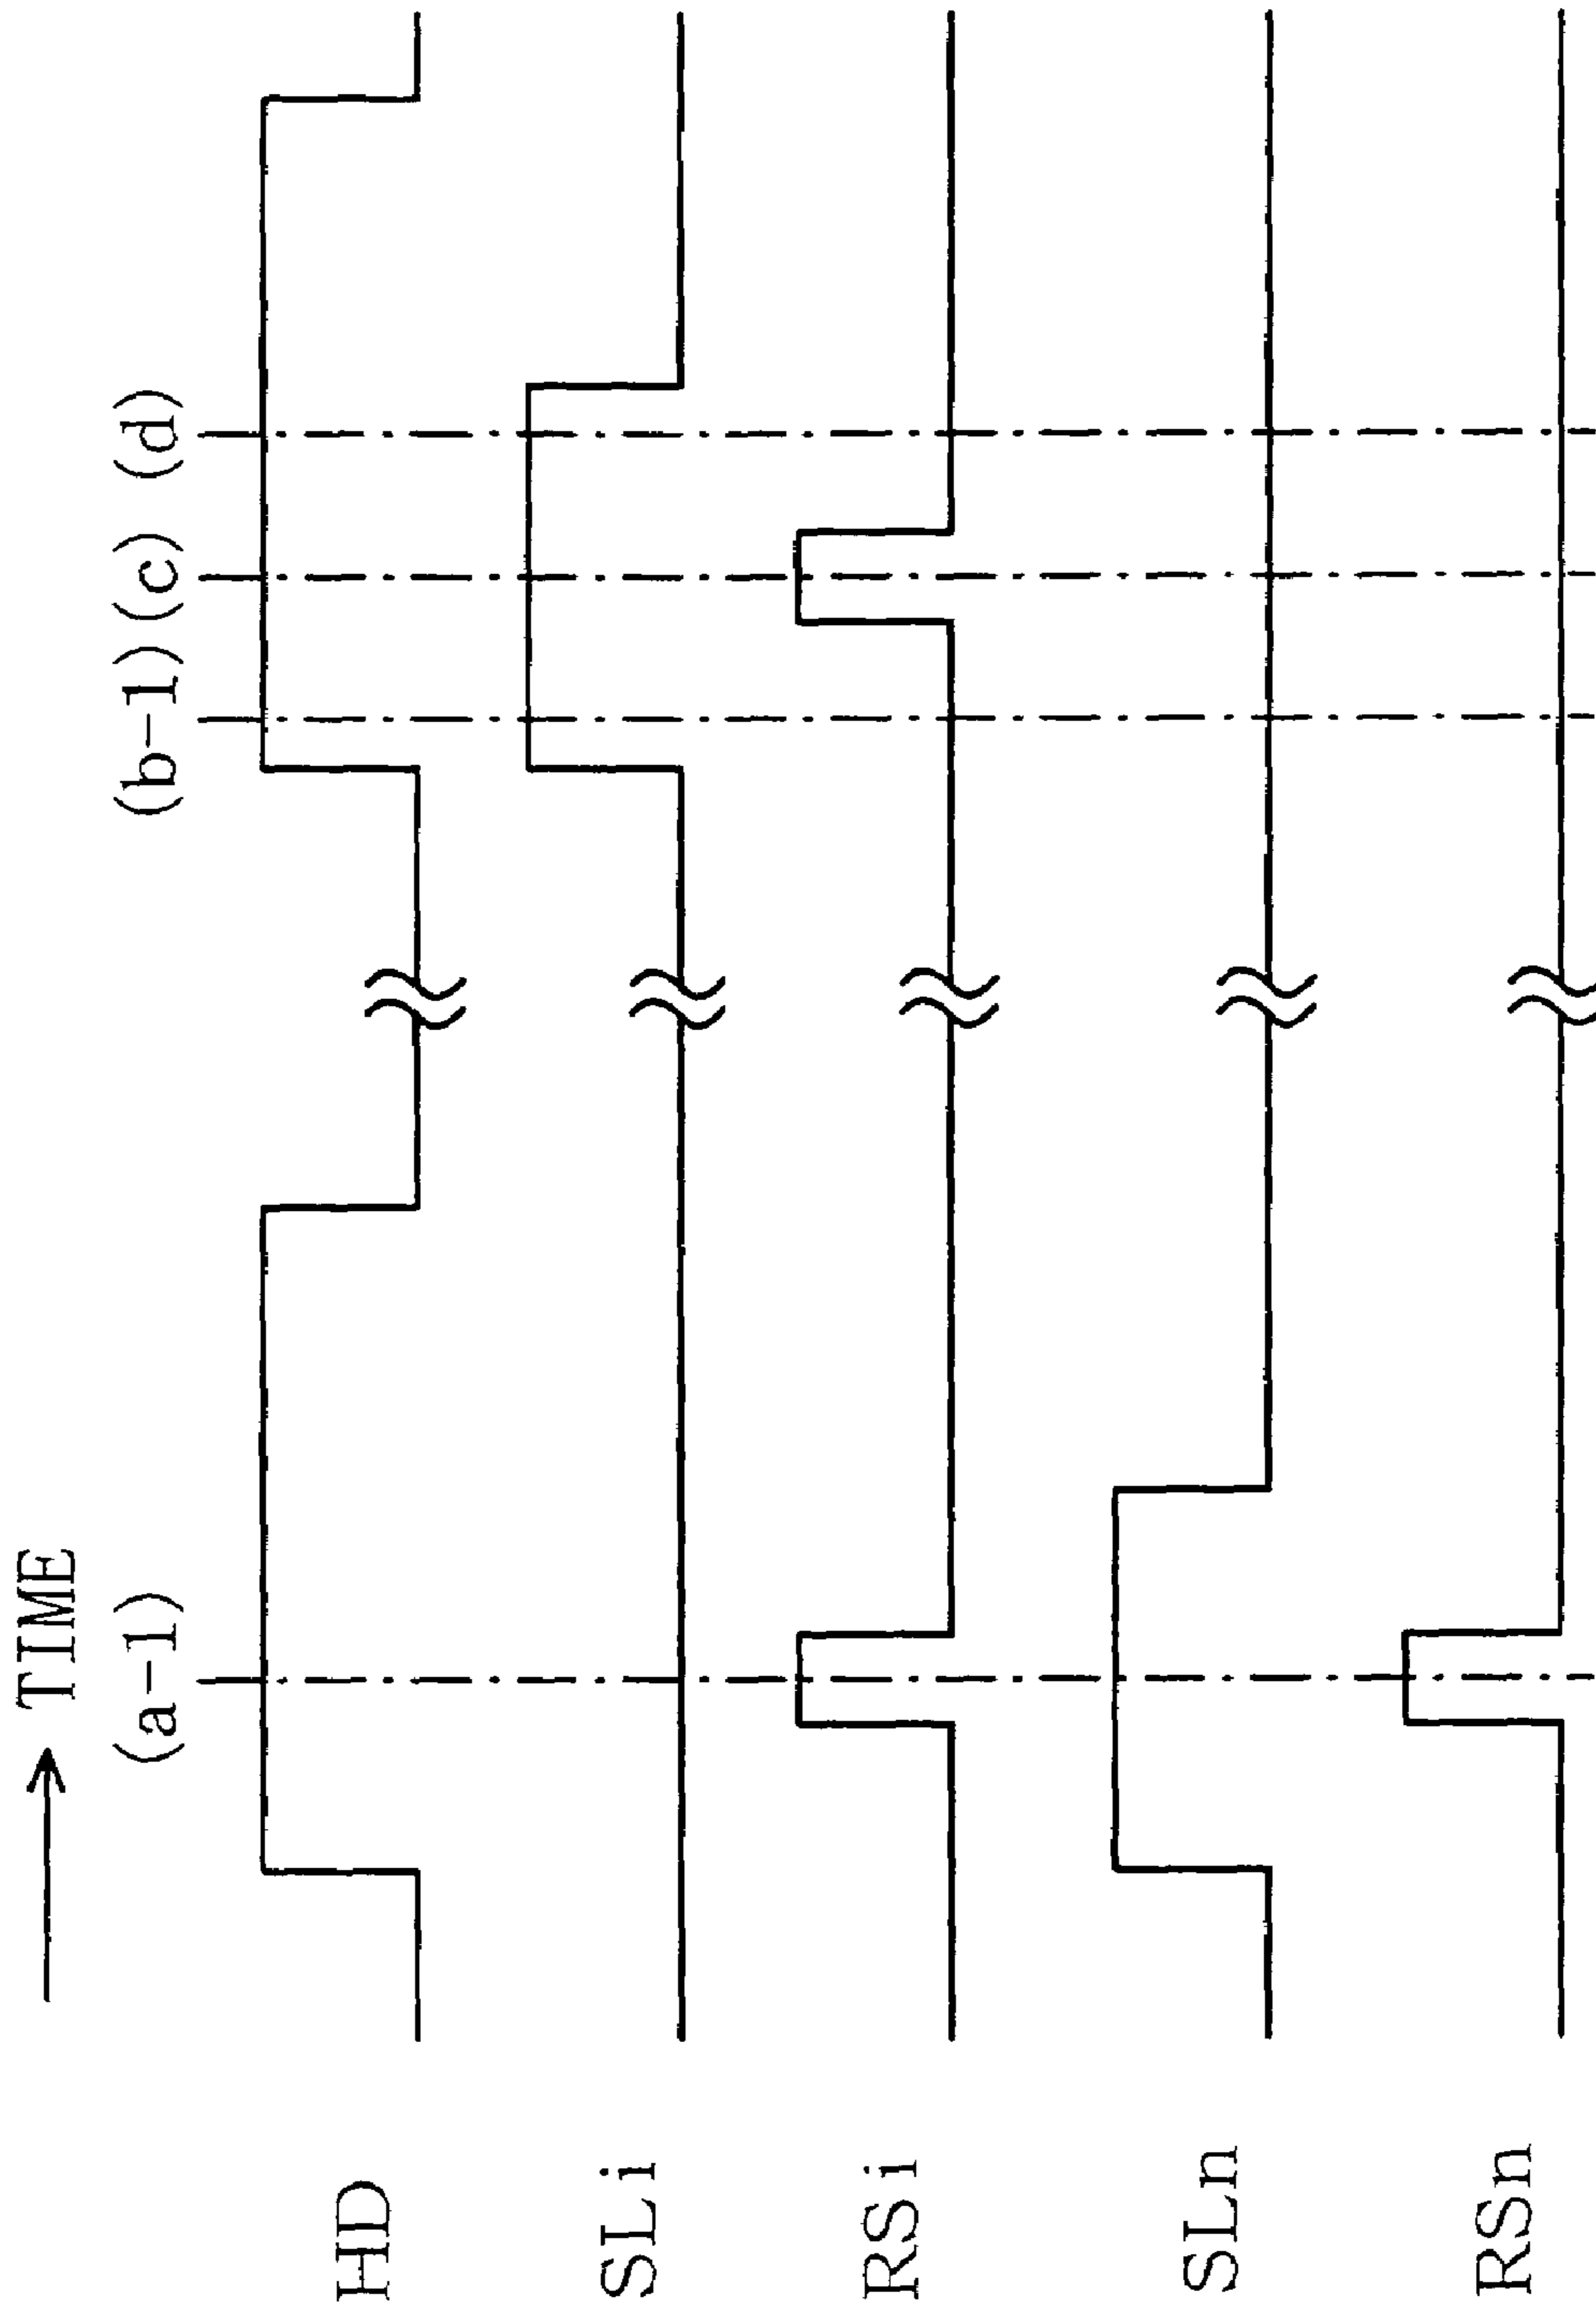 TIME
(a-1) (b-1) (c) (d)
HD
SLi
RSi
SLn
RSn